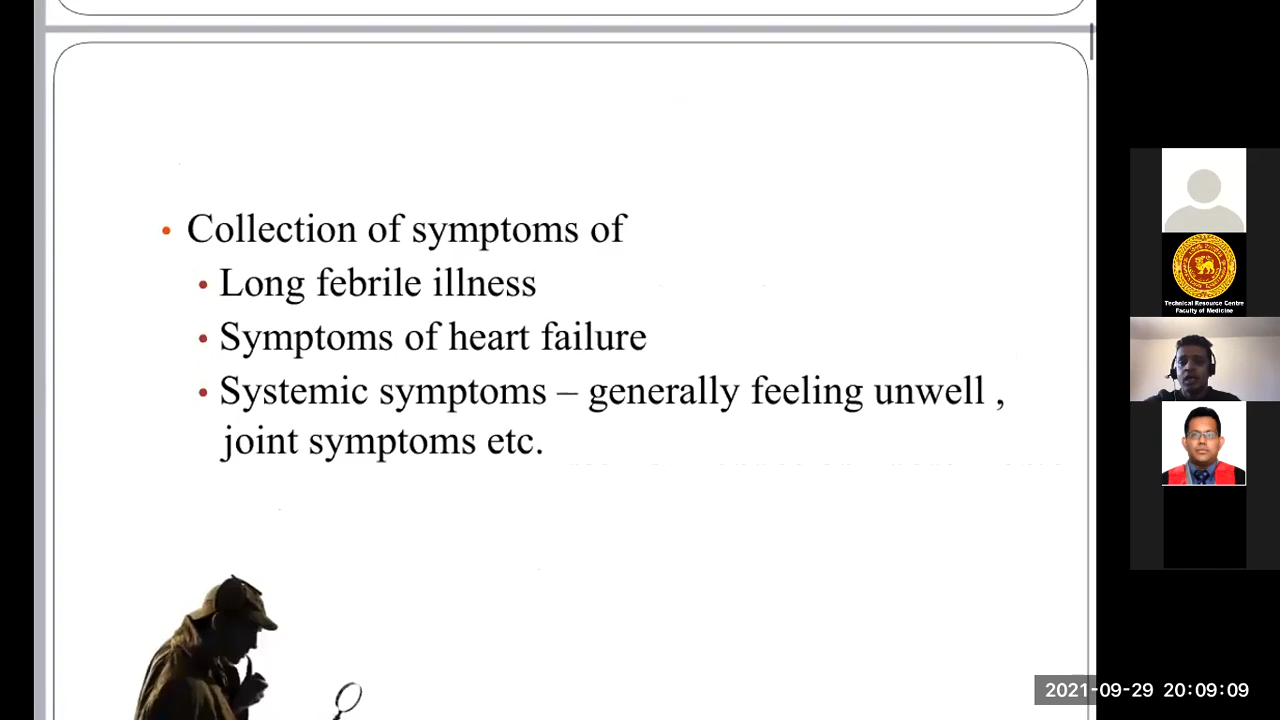 Collection of symptoms of
Long febrile illness
Symptoms of heart failure
Systemic symptoms – generally feeling unwell ,
joint symptoms etc.
Technical Resource Centre
Faculty of Medicine
2021-09-29 20:09:09